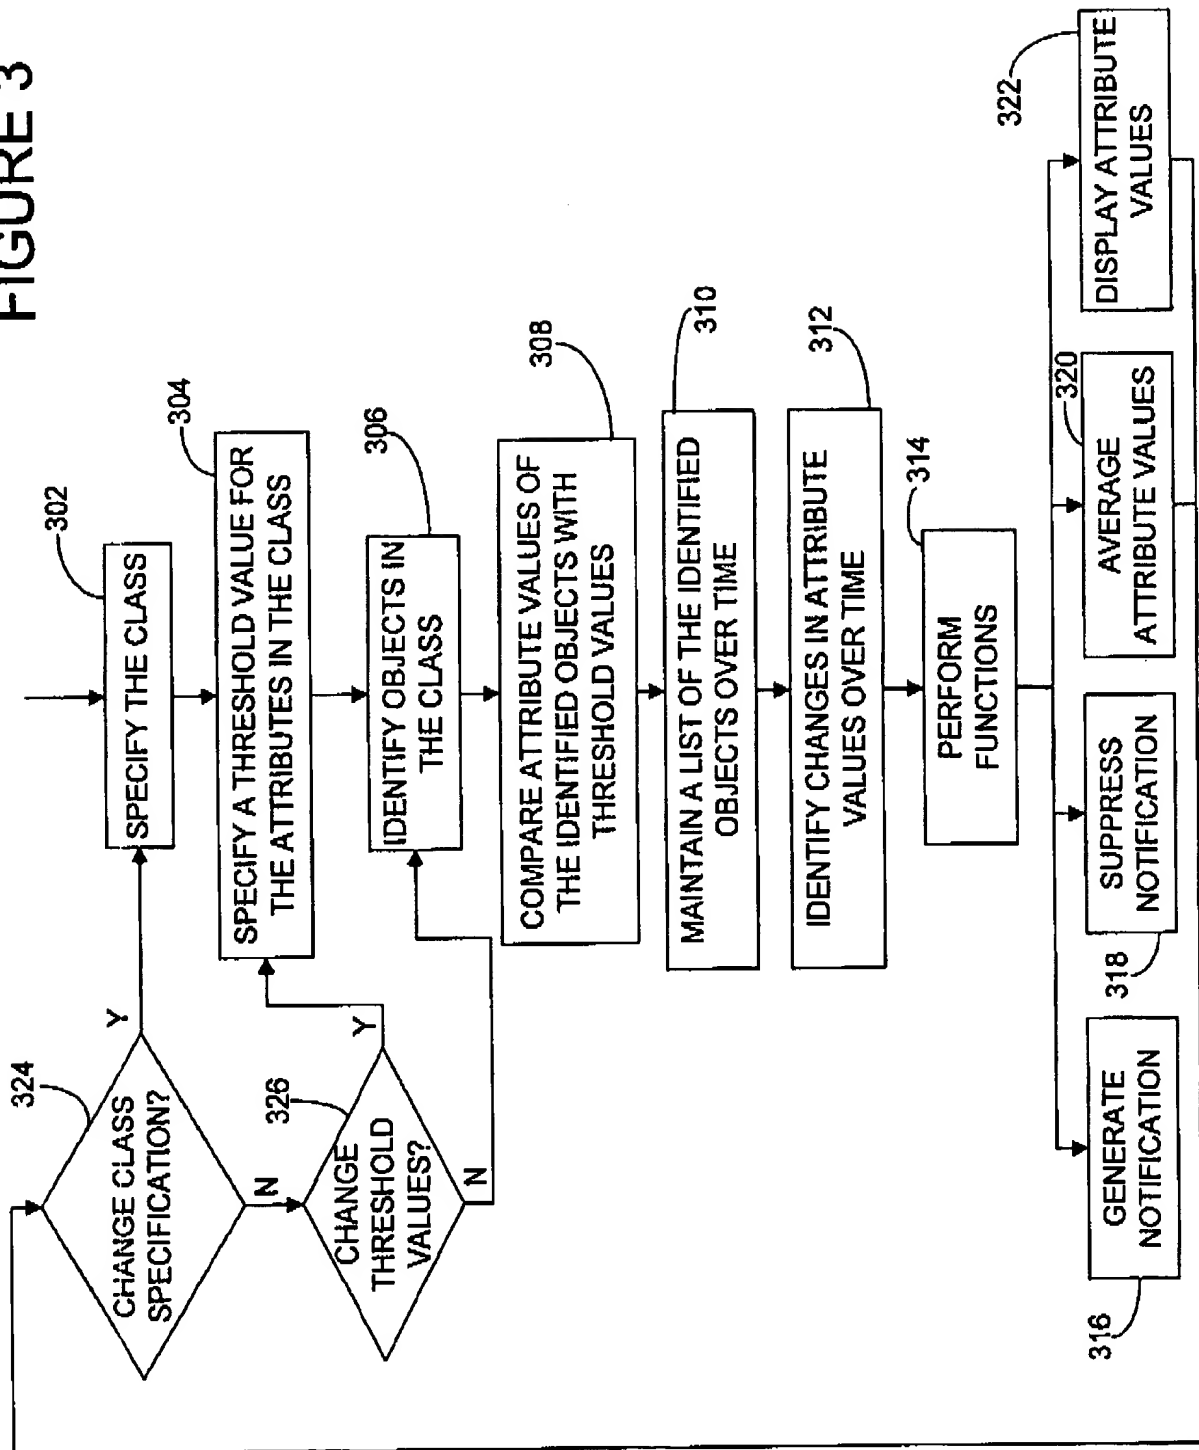 FIGURE 3
302
SPECIFY THE CLASS
304
SPECIFY A THRESHOLD VALUE FOR
THE ATTRIBUTES IN THE CLASS
306
IDENTIFY OBJECTS IN
THE CLASS
308
COMPARE ATTRIBUTE VALUES OF
THE IDENTIFIED OBJECTS WITH
THRESHOLD VALUES
310
MAINTAIN A LIST OF THE IDENTIFIED
OBJECTS OVER TIME
312
IDENTIFY CHANGES IN ATTRIBUTE
VALUES OVER TIME
314
PERFORM
FUNCTIONS
316
GENERATE
NOTIFICATION
318
SUPPRESS
NOTIFICATION
320
AVERAGE
ATTRIBUTE VALUES
322
DISPLAY ATTRIBUTE
VALUES
324
CHANGE CLASS
SPECIFICATION?
Y
N
326
CHANGE
THRESHOLD
VALUES?
Y
N